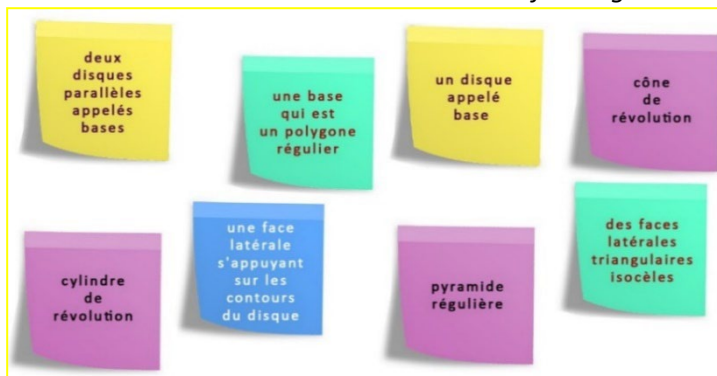 deux
disques
parallèles
appelés
bases
une base
qui est
un polygone
régulier
un disque
appelé
base
cône
de
révolution
cylindre
de
révolution
une face
latérale
s'appuyant
sur les
contours
du disque
pyramide
régulière
des faces
latérales
triangulaires
isocèles